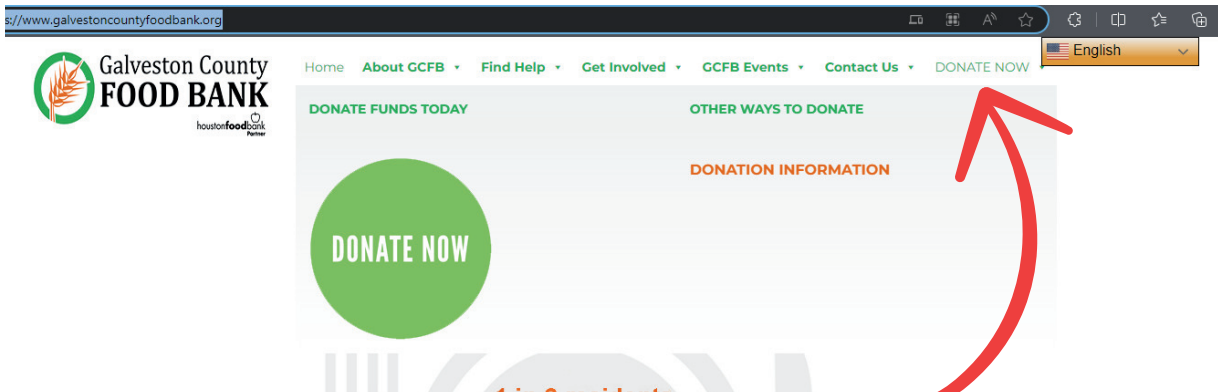 s://www.galvestoncountyfoodbank.org
English
Galveston County
FOOD BANK
houstonfoodbank
Partner
Home About GCFB Find Help Get Involved GCFB Events Contact Us DONATE NOW
DONATE FUNDS TODAY
OTHER WAYS TO DONATE
DONATION INFORMATION
DONATE NOW